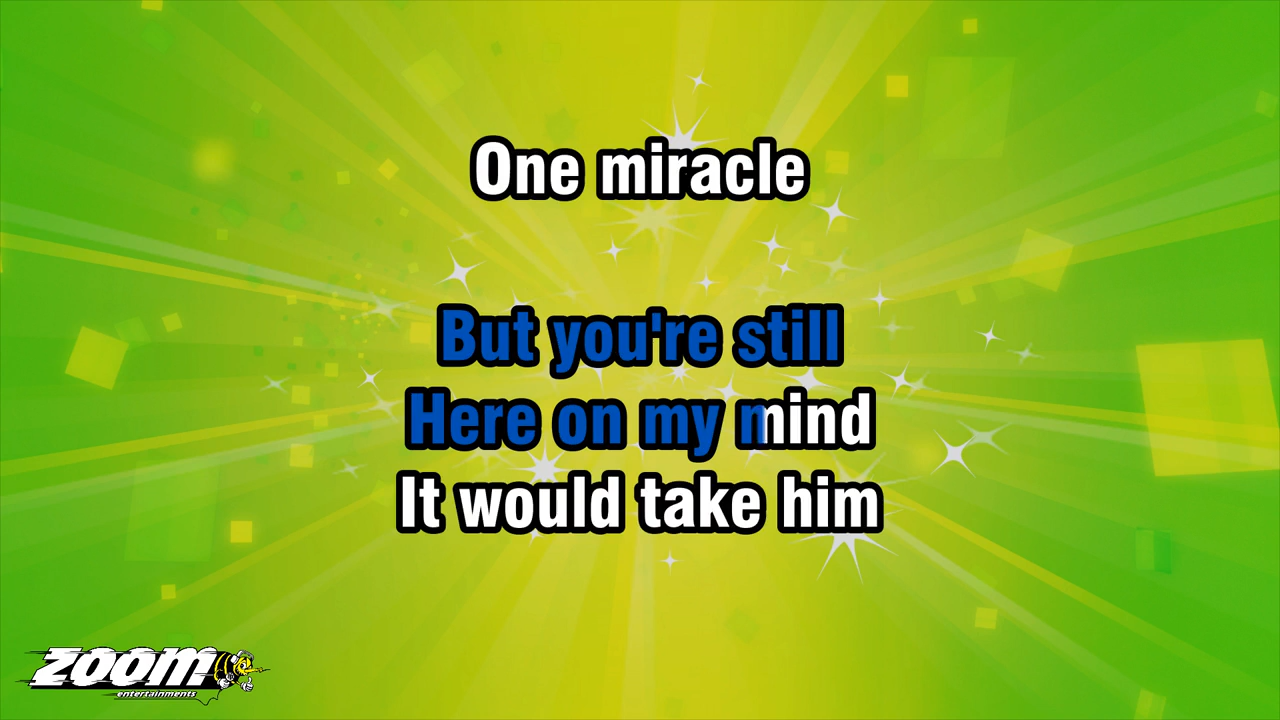 One miracle
But you're still
Here on my mind
It would take him
zoom
entertainments